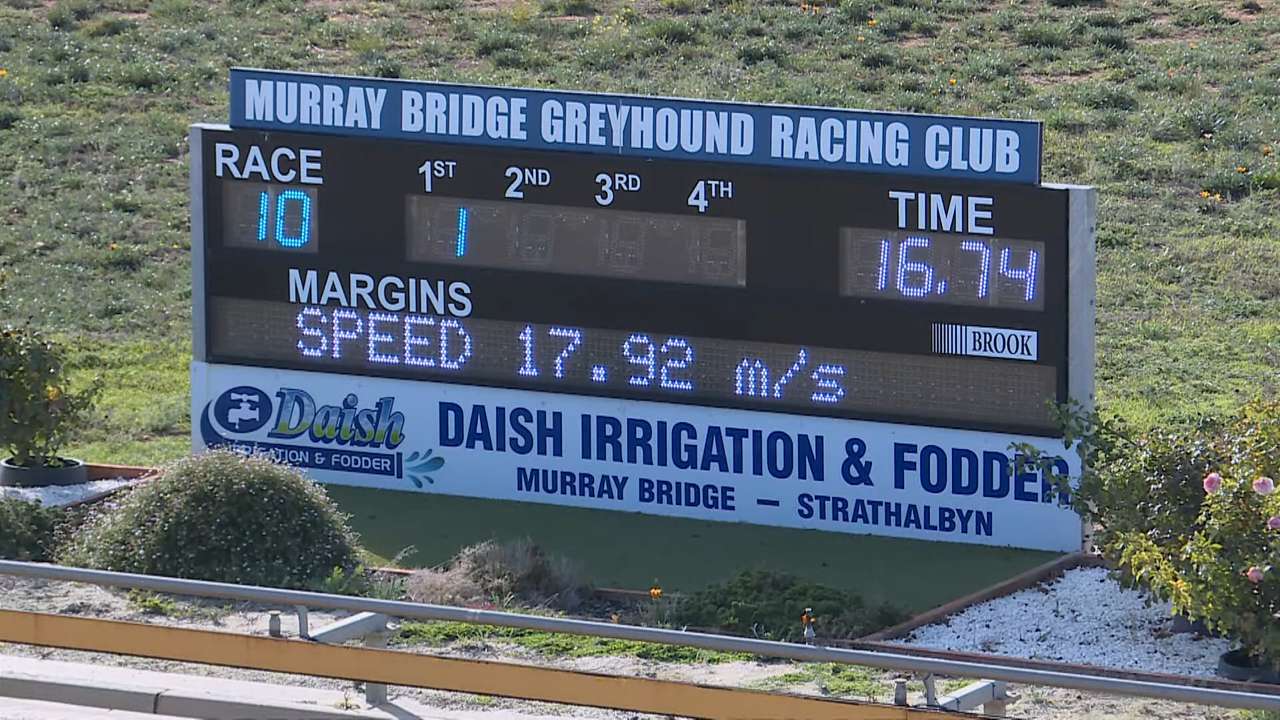 MURRAY BRIDGE GREYHOUND RACING CLUB
RACE 1ST 2ND 3RD 4TH TIME
10 1 16.74
MARGINS
BROOK
SPEED 17.92 m/s
Daish
IRRIGATION & FODDER
DAISH IRRIGATION & FODDER
MURRAY BRIDGE – STRATHALBYN